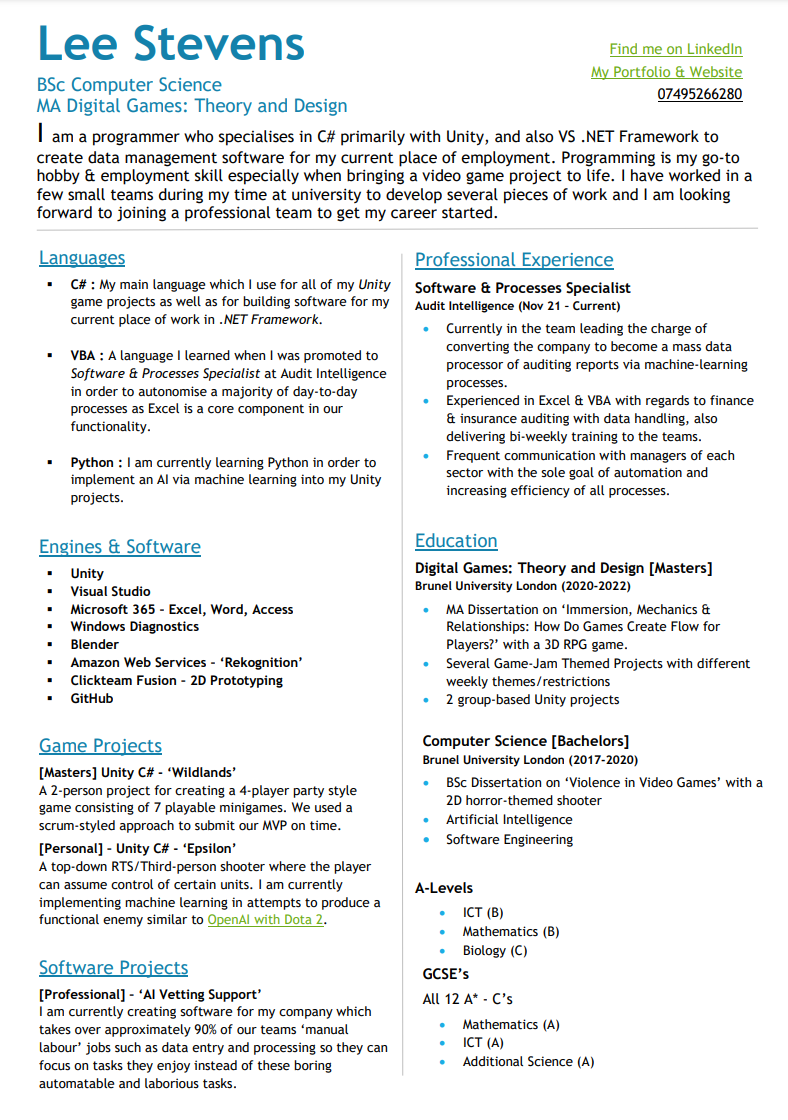 Lee Stevens
BSc Computer Science
MA Digital Games: Theory and Design
Find me on LinkedIn
My Portfolio & Website
07495266280
I am a programmer who specialises in C# primarily with Unity, and also VS .NET Framework to
create data management software for my current place of employment. Programming is my go-to
hobby & employment skill especially when bringing a video game project to life. I have worked in a
few small teams during my time at university to develop several pieces of work and I am looking
forward to joining a professional team to get my career started.
Languages
▪ C# : My main language which I use for all of my Unity
game projects as well as for building software for my
current place of work in .NET Framework.
▪ VBA : A language I learned when I was promoted to
Software & Processes Specialist at Audit Intelligence
in order to autonomise a majority of day-to-day
processes as Excel is a core component in our
functionality.
▪ Python : I am currently learning Python in order to
implement an AI via machine learning into my Unity
projects.
Engines & Software
▪ Unity
▪ Visual Studio
▪ Microsoft 365 – Excel, Word, Access
▪ Windows Diagnostics
▪ Blender
▪ Amazon Web Services – ‘Rekognition’
▪ Clickteam Fusion – 2D Prototyping
▪ GitHub
Game Projects
[Masters] Unity C# - ‘Wildlands’
A 2-person project for creating a 4-player party style
game consisting of 7 playable minigames. We used a
scrum-styled approach to submit our MVP on time.
[Personal] – Unity C# - ‘Epsilon’
A top-down RTS/Third-person shooter where the player
can assume control of certain units. I am currently
implementing machine learning in attempts to produce a
functional enemy similar to OpenAI with Dota 2.
Software Projects
[Professional] – ‘AI Vetting Support’
I am currently creating software for my company which
takes over approximately 90% of our teams ‘manual
labour’ jobs such as data entry and processing so they can
focus on tasks they enjoy instead of these boring
automatable and laborious tasks.
Professional Experience
Software & Processes Specialist
Audit Intelligence (Nov 21 – Current)
• Currently in the team leading the charge of
converting the company to become a mass data
processor of auditing reports via machine-learning
processes.
• Experienced in Excel & VBA with regards to finance
& insurance auditing with data handling, also
delivering bi-weekly training to the teams.
• Frequent communication with managers of each
sector with the sole goal of automation and
increasing efficiency of all processes.
Education
Digital Games: Theory and Design [Masters]
Brunel University London (2020-2022)
• MA Dissertation on ‘Immersion, Mechanics &
Relationships: How Do Games Create Flow for
Players?’ with a 3D RPG game.
• Several Game-Jam Themed Projects with different
weekly themes/restrictions
• 2 group-based Unity projects
Computer Science [Bachelors]
Brunel University London (2017-2020)
• BSc Dissertation on ‘Violence in Video Games’ with a
2D horror-themed shooter
• Artificial Intelligence
• Software Engineering
A-Levels
• ICT (B)
• Mathematics (B)
• Biology (C)
GCSE’s
All 12 A* - C’s
• Mathematics (A)
• ICT (A)
• Additional Science (A)